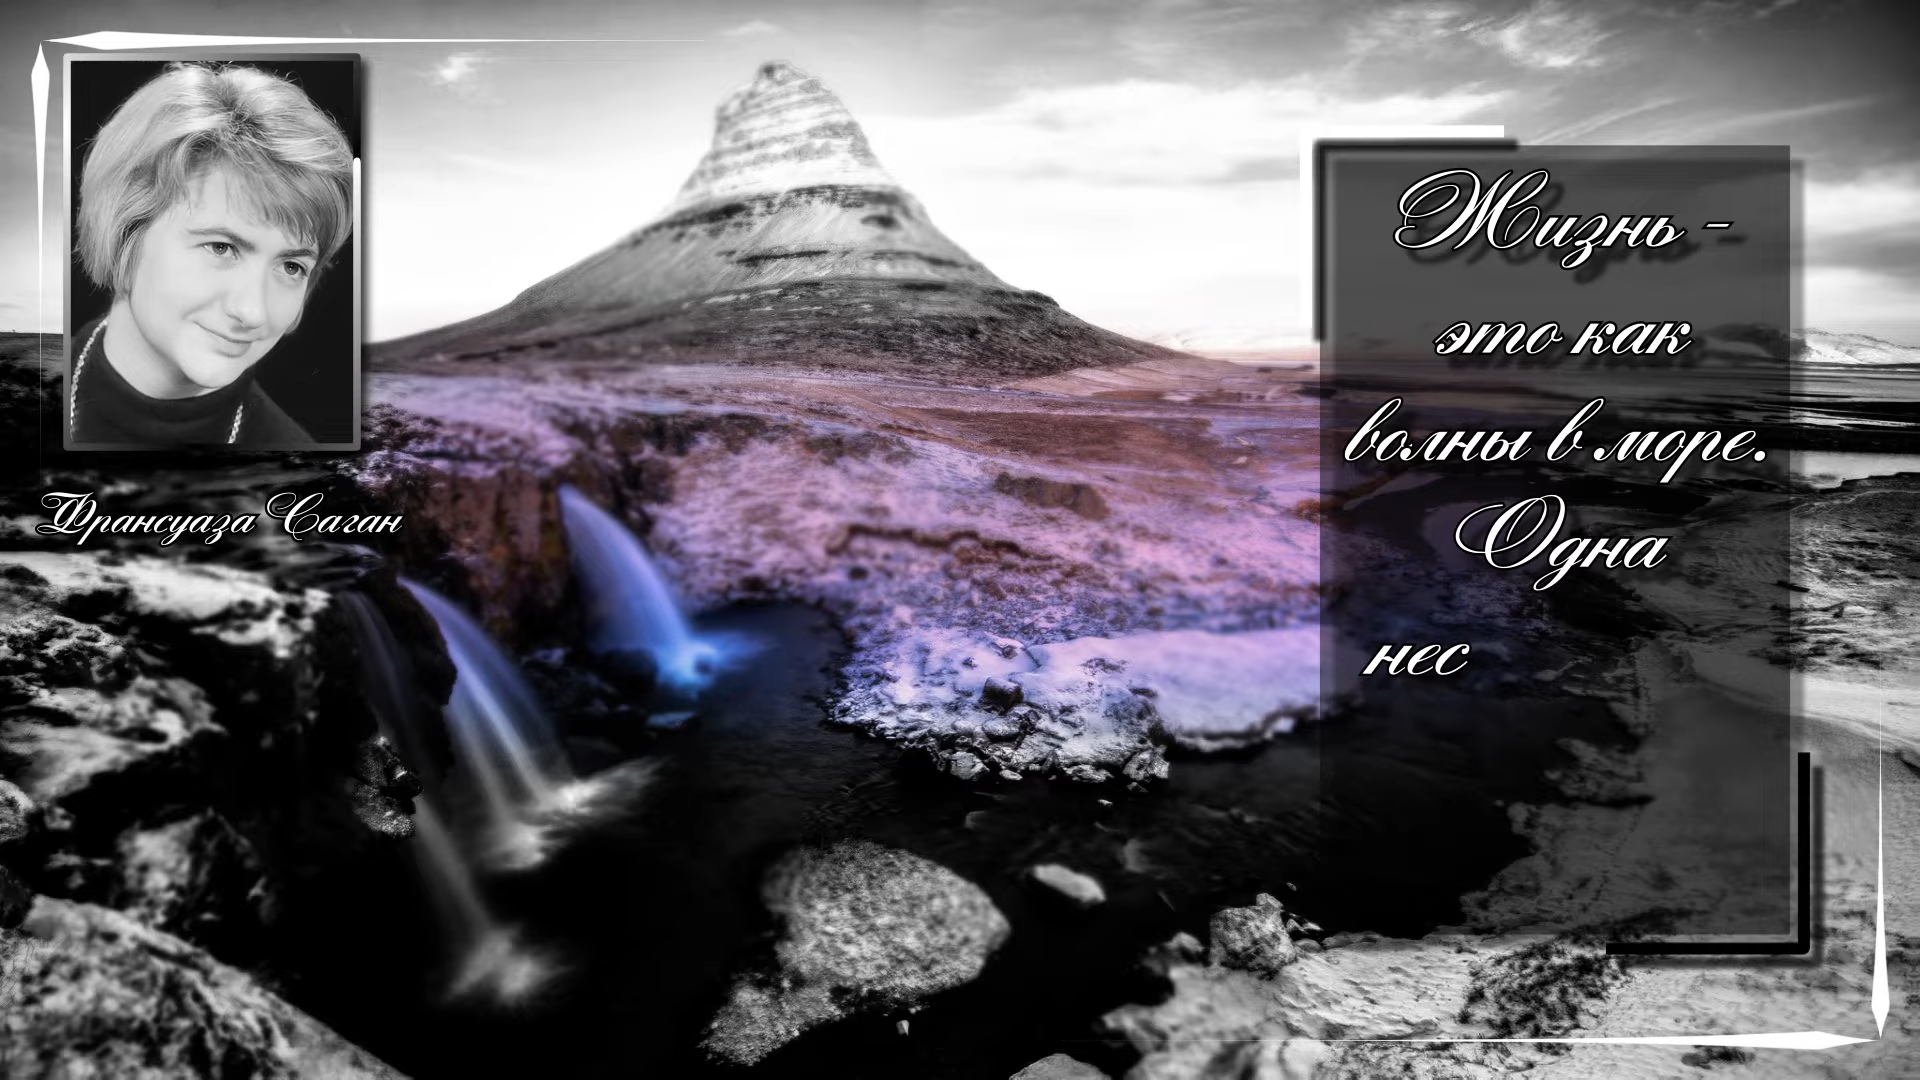 Франсуаза Саган
Жизнь -
это как
волны в море.
Одна
нес